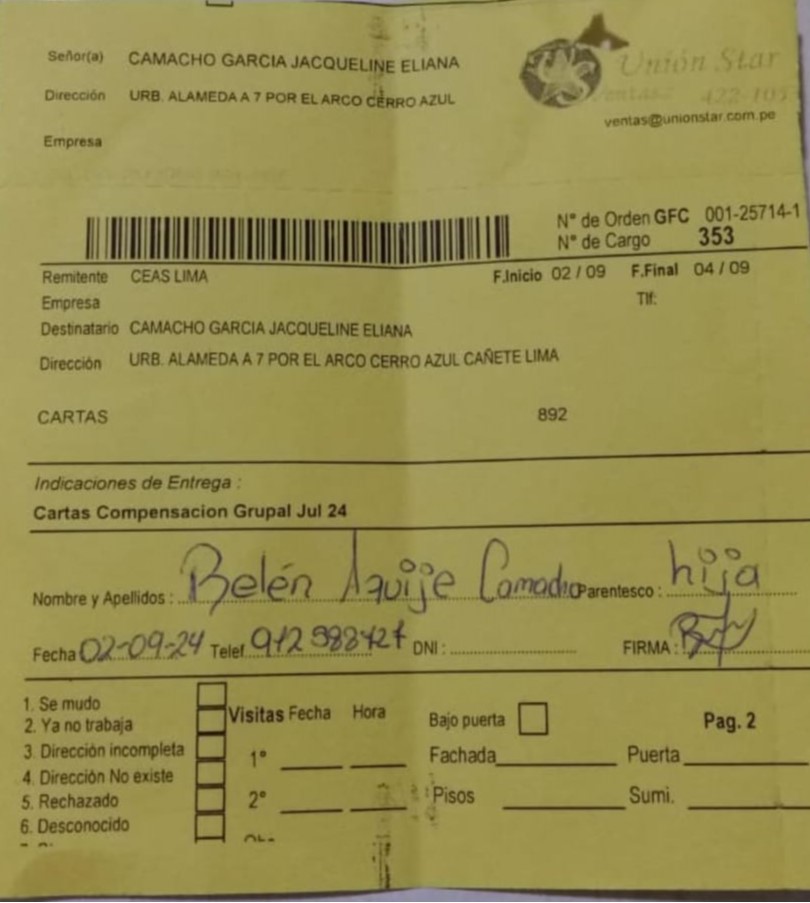 Señor(a) CAMACHO GARCIA JACQUELINE ELIANA
Unión Star
Dirección URB. ALAMEDA A 7 POR EL ARCO CERRO AZUL
ventas@unionstar.com.pe
Empresa
N° de Orden GFC 001-25714-1
N° de Cargo 353
Remitente CEAS LIMA F.Inicio 02 / 09 F.Final 04 / 09
Empresa Tlf:
Destinatario CAMACHO GARCIA JACQUELINE ELIANA
Dirección URB. ALAMEDA A 7 POR EL ARCO CERRO AZUL CAÑETE LIMA
CARTAS 892
Indicaciones de Entrega :
Cartas Compensacion Grupal Jul 24
Nombre y Apellidos : Belén Aquije Camacho Parentesco : hija
Fecha 02-09-24 Telef. DNI : FIRMA :
1. Se mudo
2. Ya no trabaja
3. Dirección incompleta
4. Dirección No existe
5. Rechazado
6. Desconocido
Visitas Fecha Hora
1°
2°
Bajo puerta Pag. 2
Fachada Puerta
Pisos Sumi.